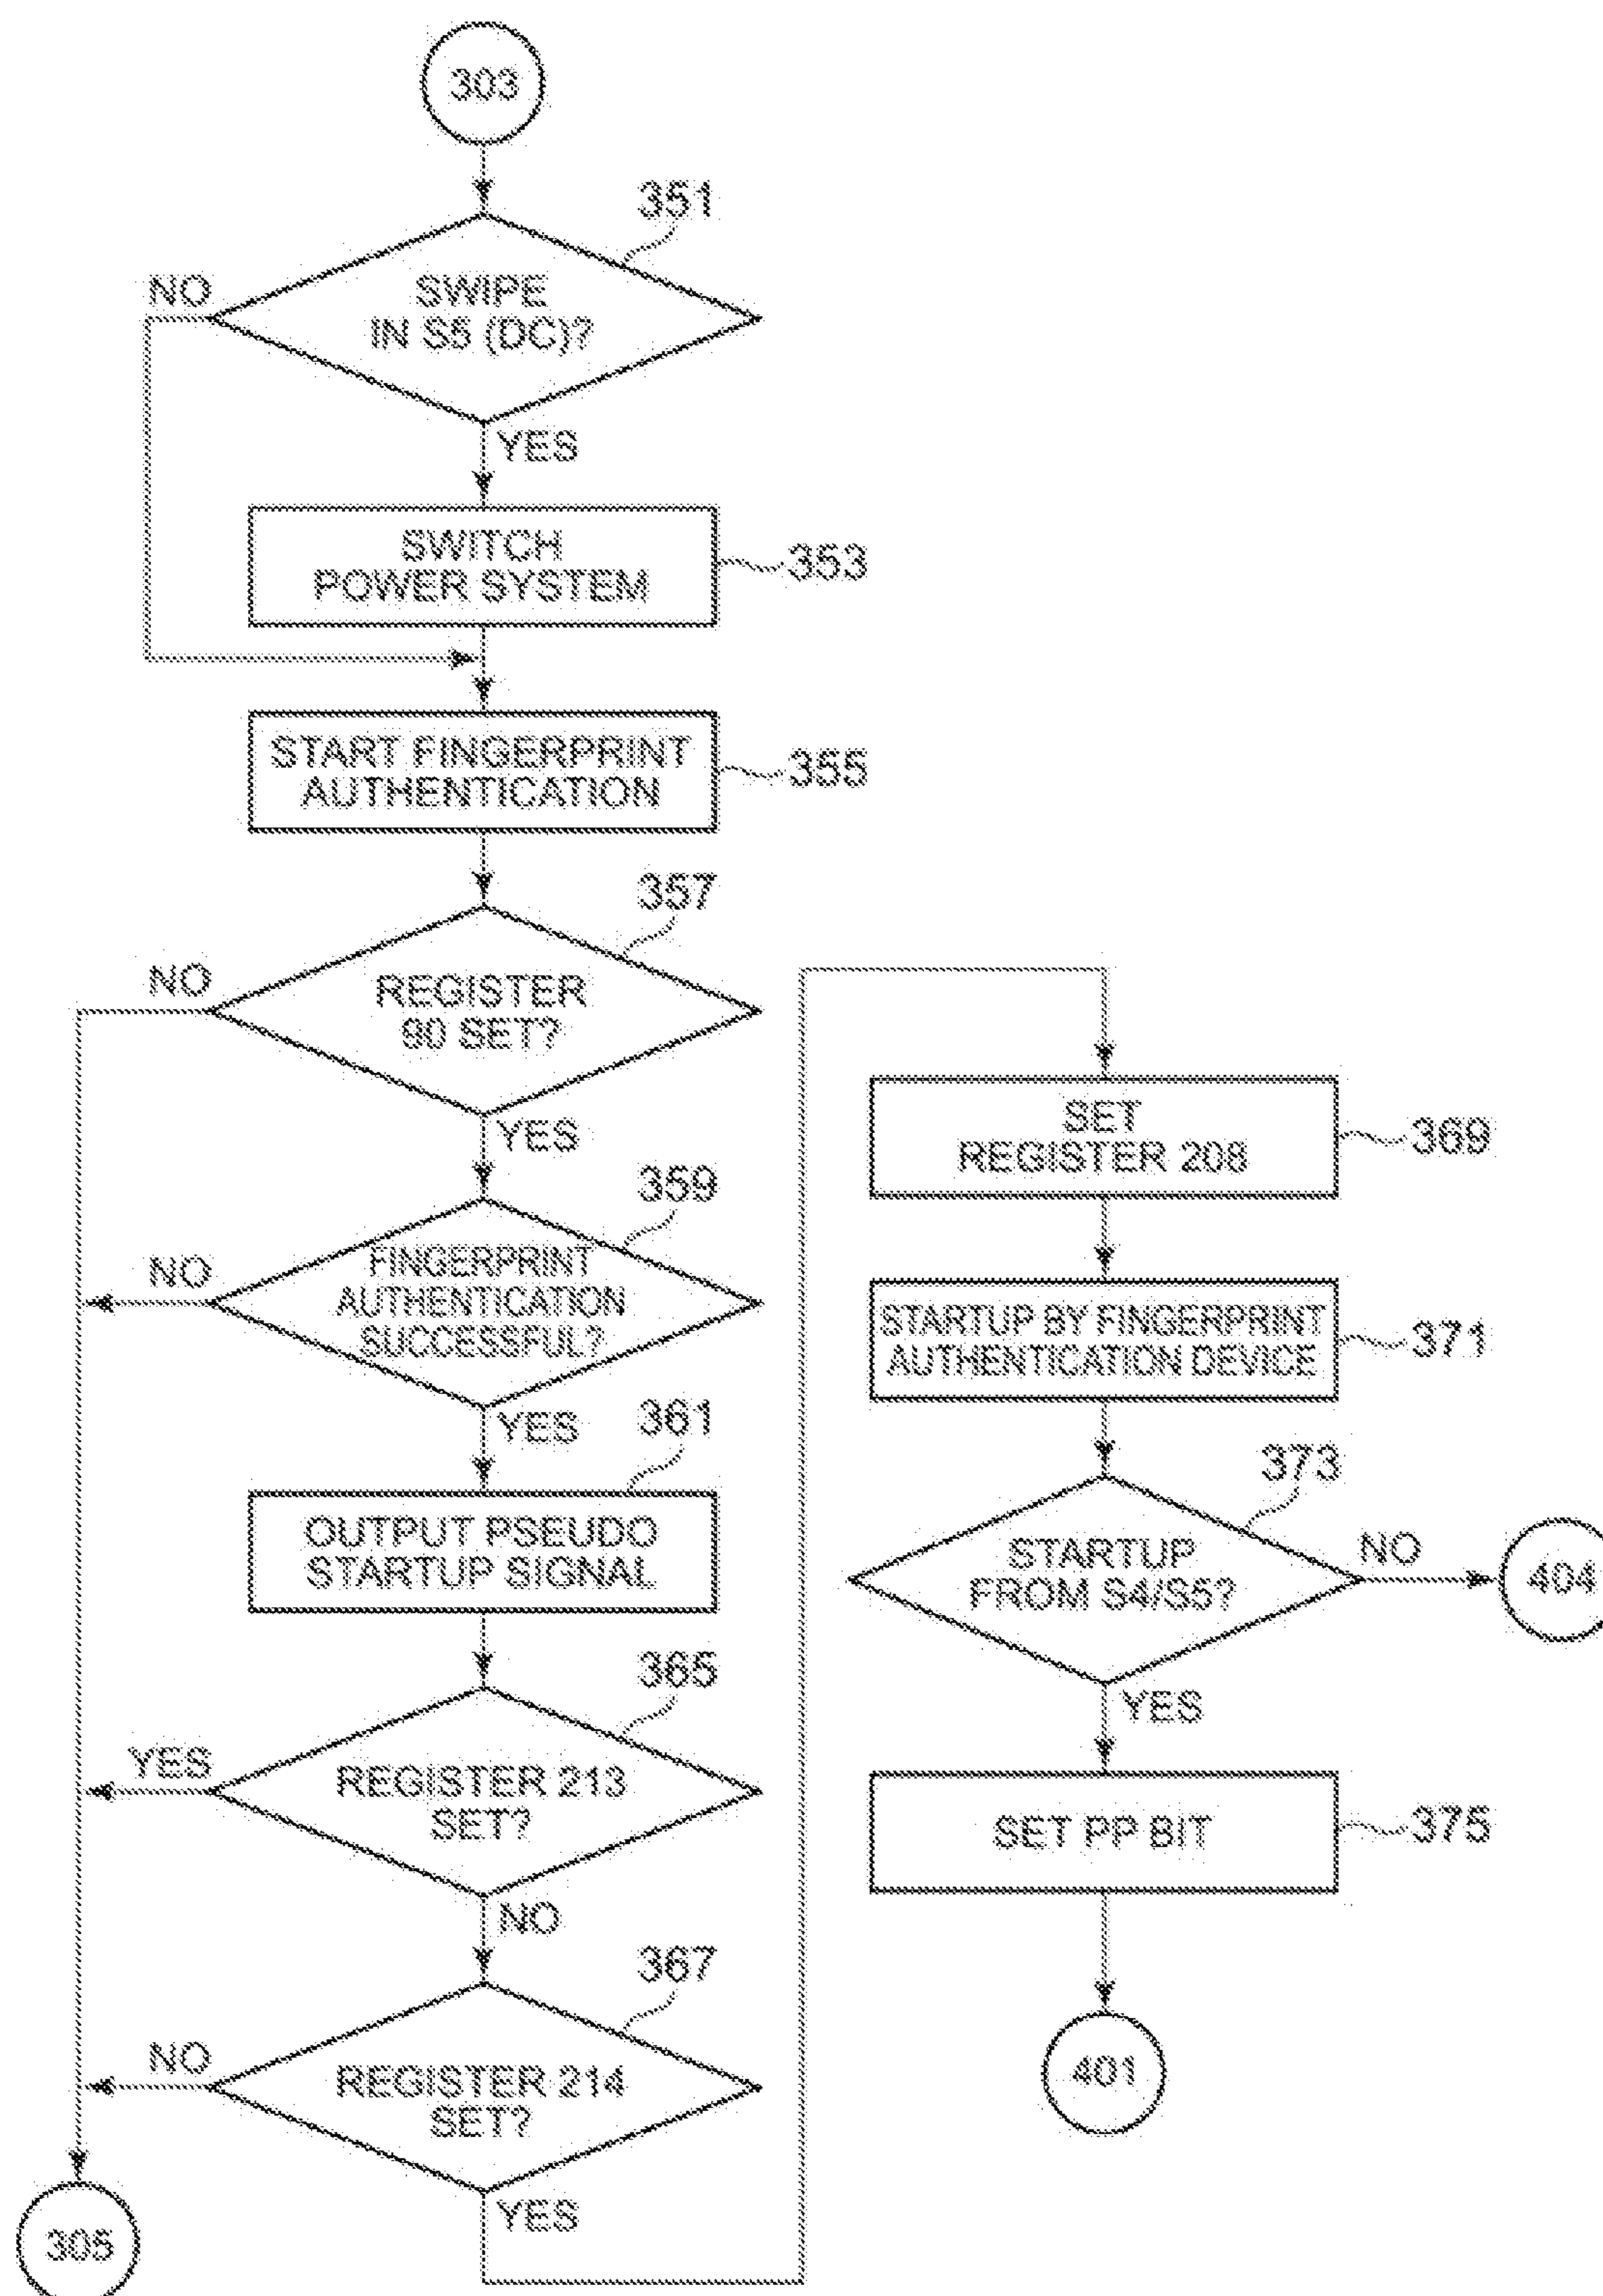 303
351
NO
SWIPE
IN S5 (DC)?
YES
SWITCH
POWER SYSTEM
353
START FINGERPRINT
AUTHENTICATION
355
357
NO
REGISTER
90 SET?
YES
359
NO
FINGERPRINT
AUTHENTICATION
SUCCESSFUL?
YES
361
OUTPUT PSEUDO
STARTUP SIGNAL
365
YES
REGISTER 213
SET?
NO
367
NO
REGISTER 214
SET?
YES
305
SET
REGISTER 208
369
STARTUP BY FINGERPRINT
AUTHENTICATION DEVICE
371
373
STARTUP
FROM S4/S5?
NO
404
YES
SET PP BIT
375
401